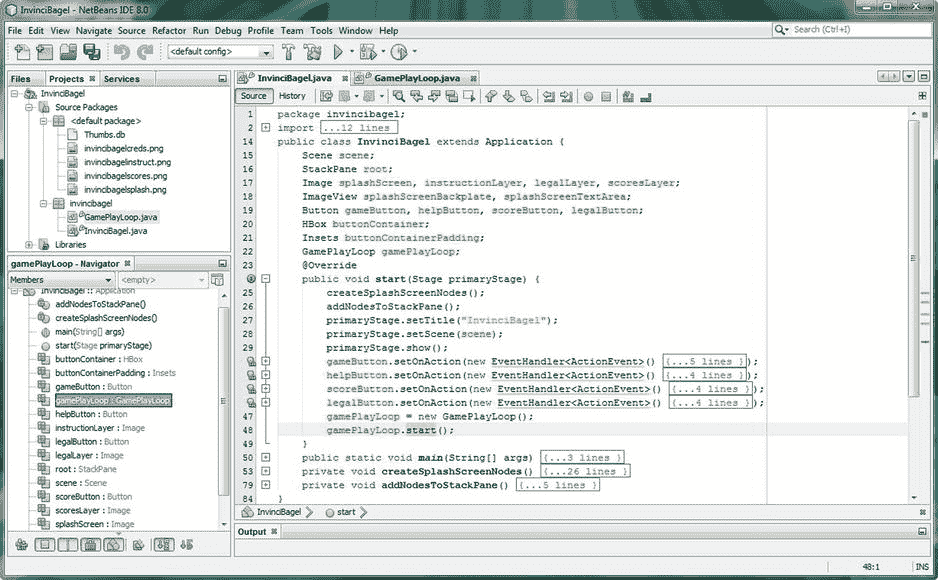 InvinciBagel - NetBeans IDE 8.0
File Edit View Navigate Source Refactor Run Debug Profile Team Tools Window Help
Search (Ctrl+I)
<default config>
Files Projects Services
InvinciBagel
Source Packages
<default package>
Thumbs.db
invincibagelcreds.png
invincibagelinstruct.png
invincibagelscores.png
invincibagelsplash.png
invincibagel
GamePlayLoop.java
InvinciBagel.java
Libraries
gamePlayLoop - Navigator
Members <empty>
InvinciBagel :: Application
addNodesToStackPane()
createSplashScreenNodes()
main(String[] args)
start(Stage primaryStage)
buttonContainer : HBox
buttonContainerPadding : Insets
gameButton : Button
gamePlayLoop : GamePlayLoop
helpButton : Button
instructionLayer : Image
legalButton : Button
legalLayer : Image
root : StackPane
scene : Scene
scoreButton : Button
scoresLayer : Image
splashScreen : Image
InvinciBagel.java GamePlayLoop.java
Source History
1 package invincibagel;
2 import ...12 lines
14 public class InvinciBagel extends Application {
15 Scene scene;
16 StackPane root;
17 Image splashScreen, instructionLayer, legalLayer, scoresLayer;
18 ImageView splashScreenBackplate, splashScreenTextArea;
19 Button gameButton, helpButton, scoreButton, legalButton;
20 HBox buttonContainer;
21 Insets buttonContainerPadding;
22 GamePlayLoop gamePlayLoop;
23 @Override
public void start(Stage primaryStage) {
25 createSplashScreenNodes();
26 addNodesToStackPane();
27 primaryStage.setTitle("InvinciBagel");
28 primaryStage.setScene(scene);
29 primaryStage.show();
gameButton.setOnAction(new EventHandler<ActionEvent>() {...5 lines });
helpButton.setOnAction(new EventHandler<ActionEvent>() {...4 lines });
scoreButton.setOnAction(new EventHandler<ActionEvent>() {...4 lines });
legalButton.setOnAction(new EventHandler<ActionEvent>() {...4 lines });
47 gamePlayLoop = new GamePlayLoop();
48 gamePlayLoop.start();
49 }
50 public static void main(String[] args) {...3 lines }
53 private void createSplashScreenNodes() {...26 lines }
79 private void addNodesToStackPane() {...5 lines }
84 }
InvinciBagel start
Output
48:1 INS